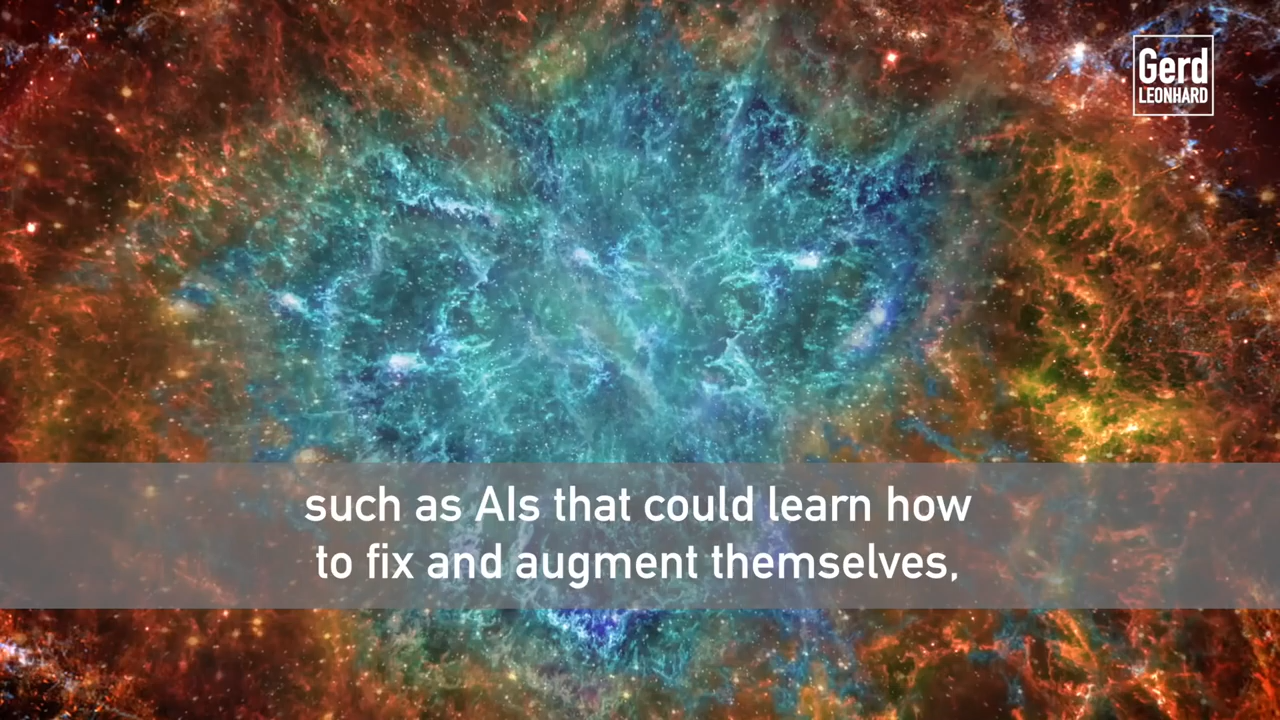 Gerd
LEONHARD
such as AIs that could learn how
to fix and augment themselves,